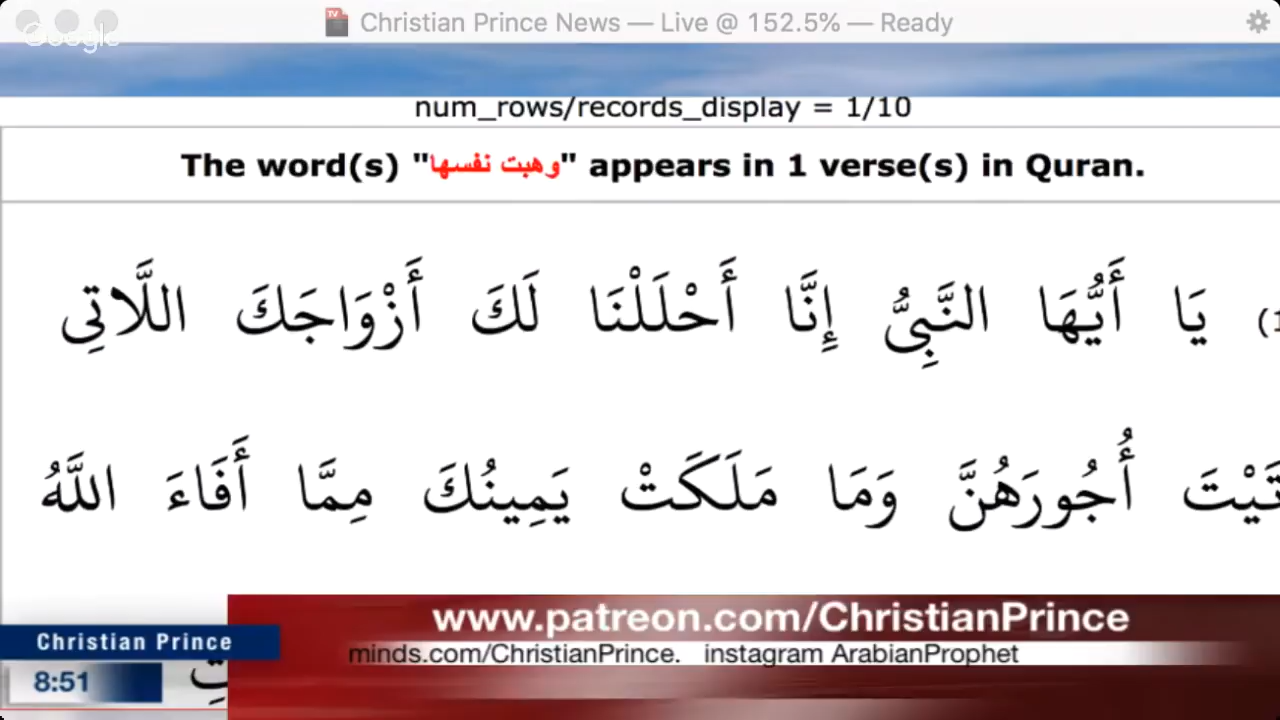 Christian Prince News — Live @ 152.5% — Ready
Google
num_rows/records_display = 1/10
The word(s) "وهبت نفسها" appears in 1 verse(s) in Quran.
يَا أَيُّهَا النَّبِىُّ إِنَّا أَحْلَلْنَا لَكَ أَزْوَاجَكَ اللَّاتِى
أُجُورَهُنَّ وَمَا مَلَكَتْ يَمِينُكَ مِمَّا أَفَاءَ اللَّهُ
www.patreon.com/ChristianPrince
Christian Prince
minds.com/ChristianPrince. instagram ArabianProphet
8:51